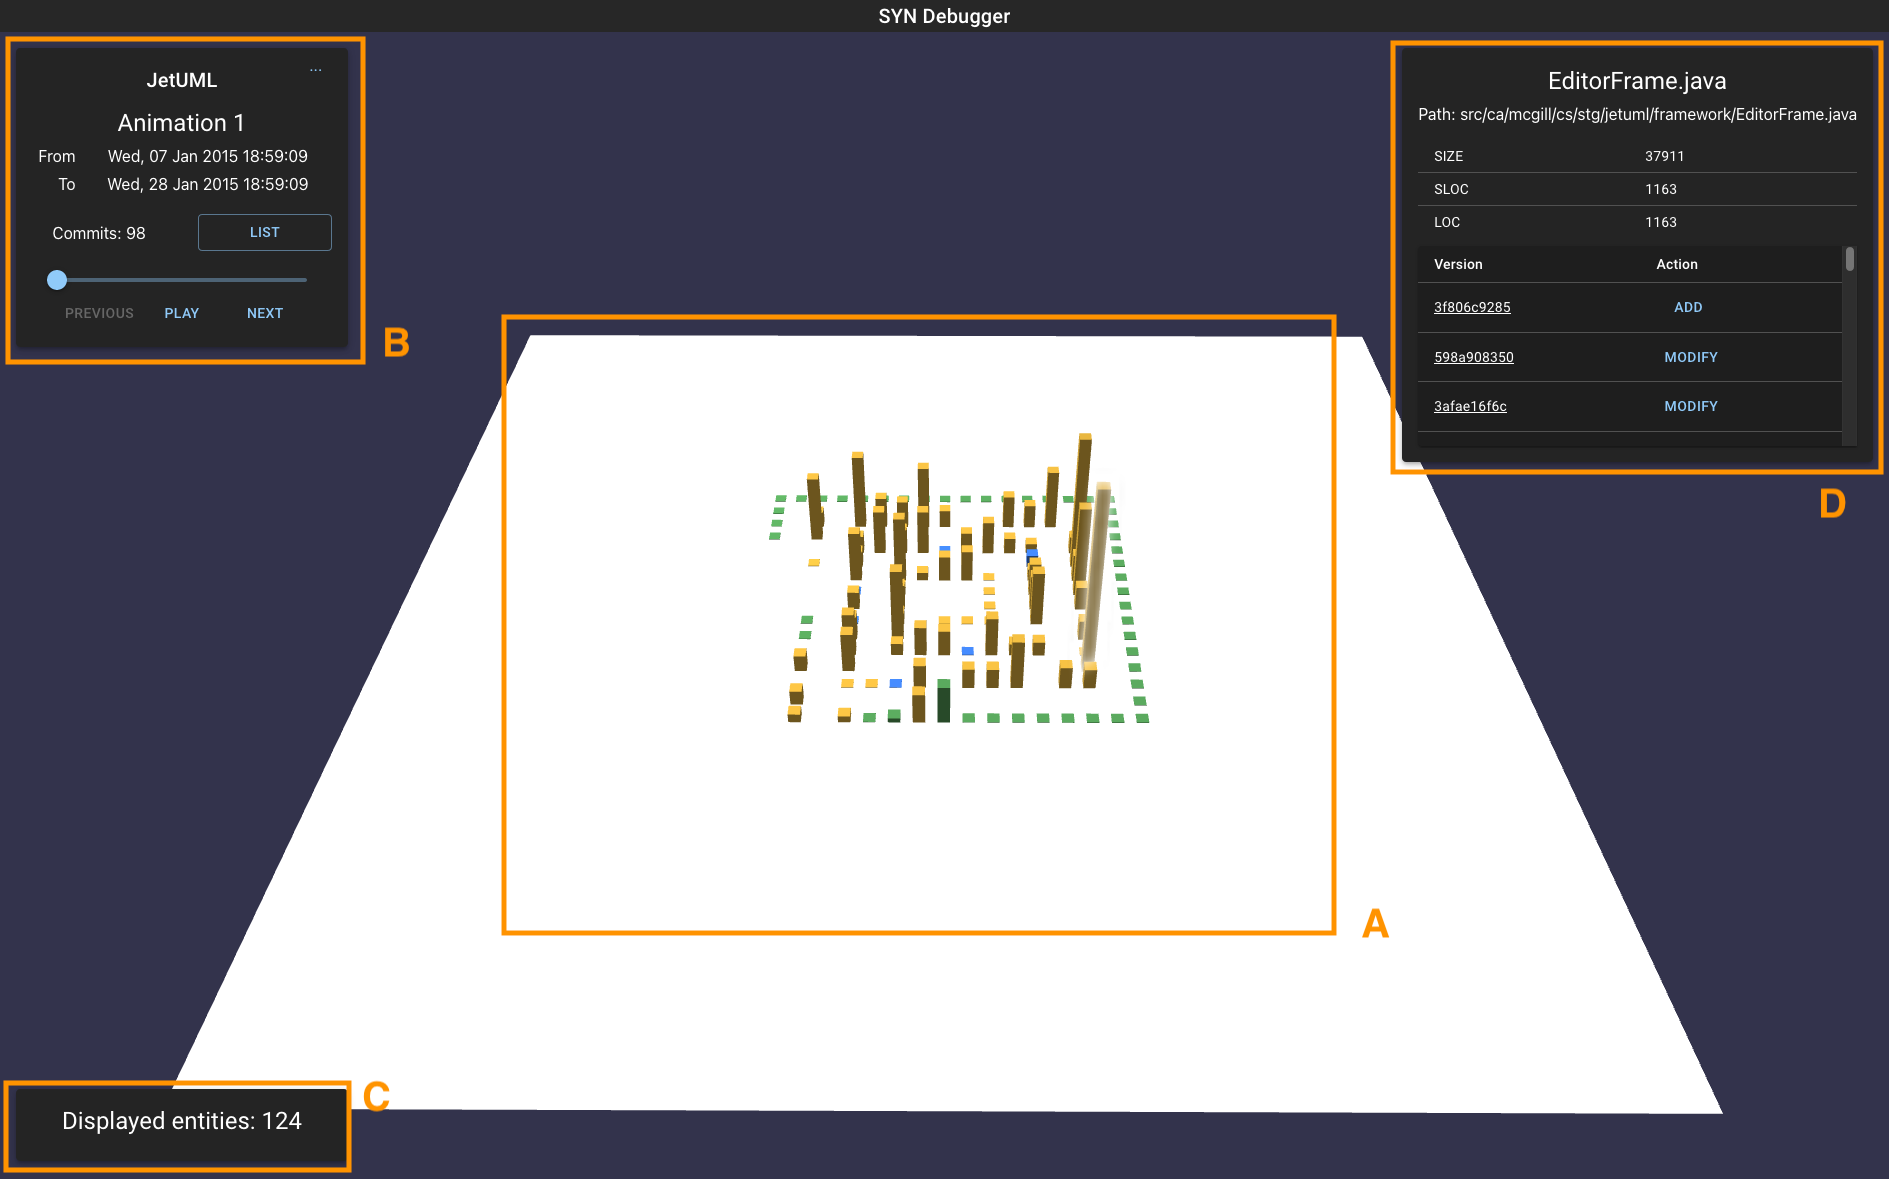 SYN Debugger
JetUML
...
Animation 1
From Wed, 07 Jan 2015 18:59:09
To Wed, 28 Jan 2015 18:59:09
Commits: 98 LIST
PREVIOUS PLAY NEXT
B
EditorFrame.java
Path: src/ca/mcgill/cs/stg/jetuml/framework/EditorFrame.java
SIZE 37911
SLOC 1163
LOC 1163
Version Action
3f806c9285 ADD
598a908350 MODIFY
3afae16f6c MODIFY
D
A
C
Displayed entities: 124